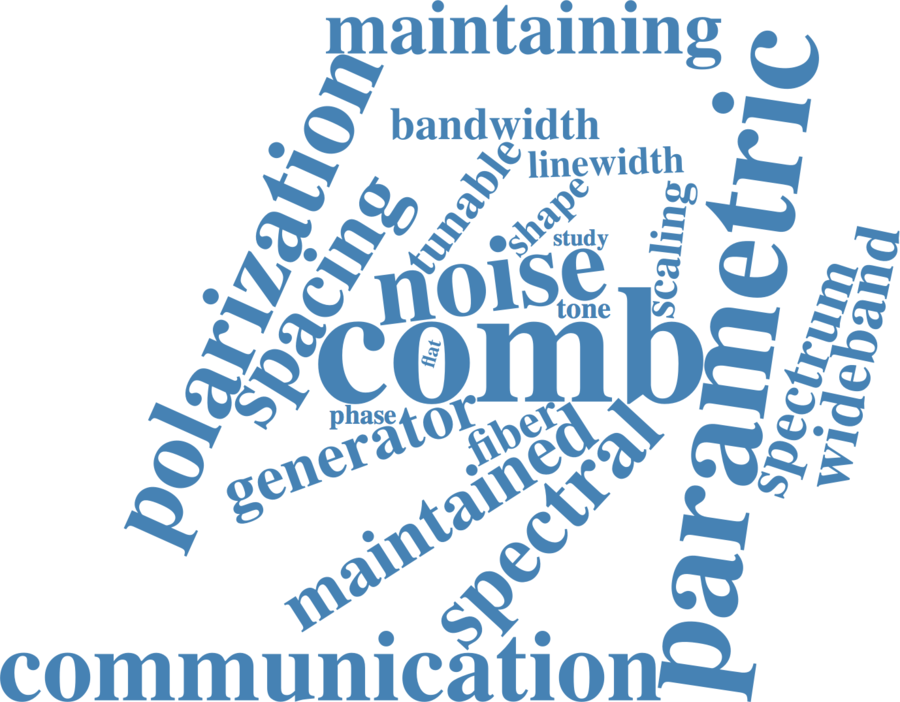 maintaining
polarization
parametric
bandwidth
linewidth
tunable
spacing
shape
scaling
study
noise
tone
comb
flat
spectrum
wideband
phase
generator
fiber
maintained
spectral
communication